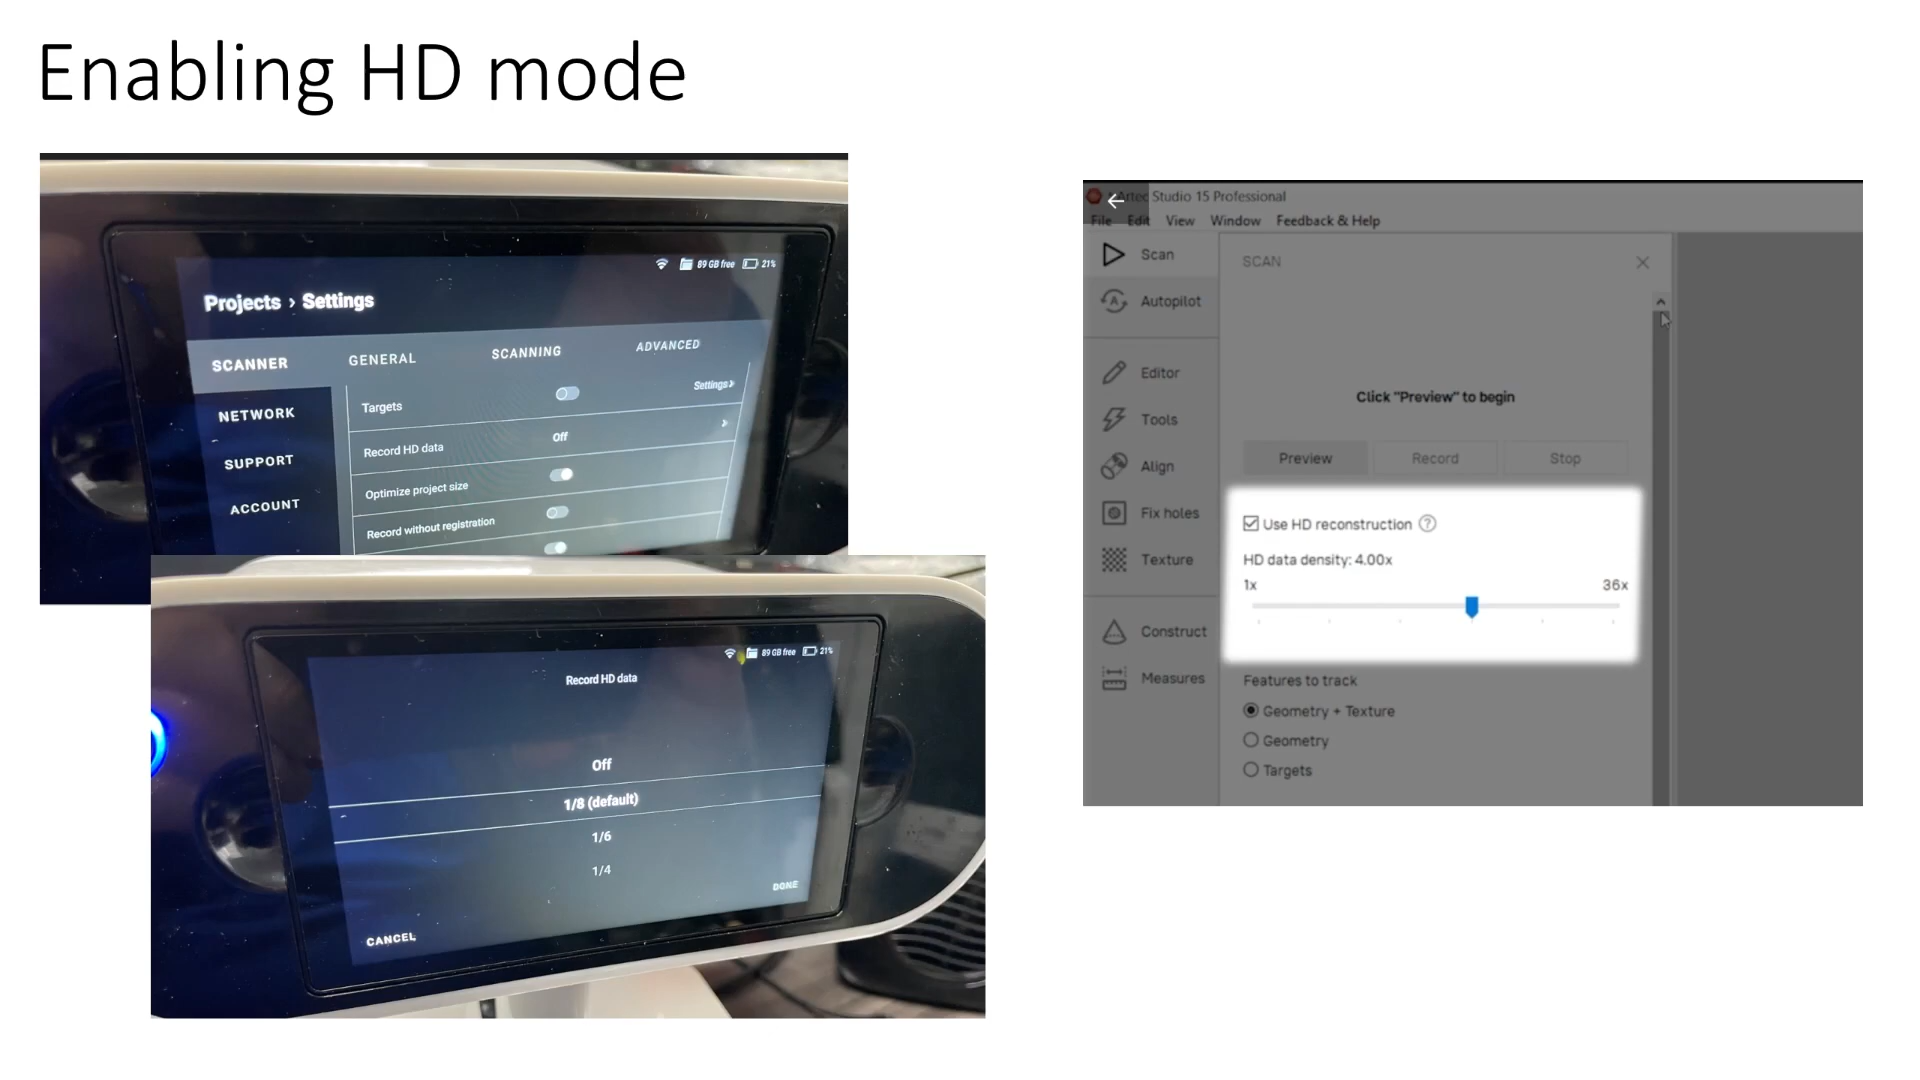 Enabling HD mode
89 GB free 21%
Projects › Settings
SCANNER GENERAL SCANNING ADVANCED
NETWORK
SUPPORT
ACCOUNT
Targets Settings ›
Record HD data Off ›
Optimize project size
Record without registration
89 GB free 21%
Record HD data
Off
1/8 (default)
1/6
1/4
DONE
CANCEL
Artec Studio 15 Professional
File Edit View Window Feedback & Help
Scan
Autopilot
Editor
Tools
Align
Fix holes
Texture
Construct
Measures
SCAN
Click "Preview" to begin
Preview Record Stop
Use HD reconstruction ?
HD data density: 4.00x
1x 36x
Features to track
Geometry + Texture
Geometry
Targets